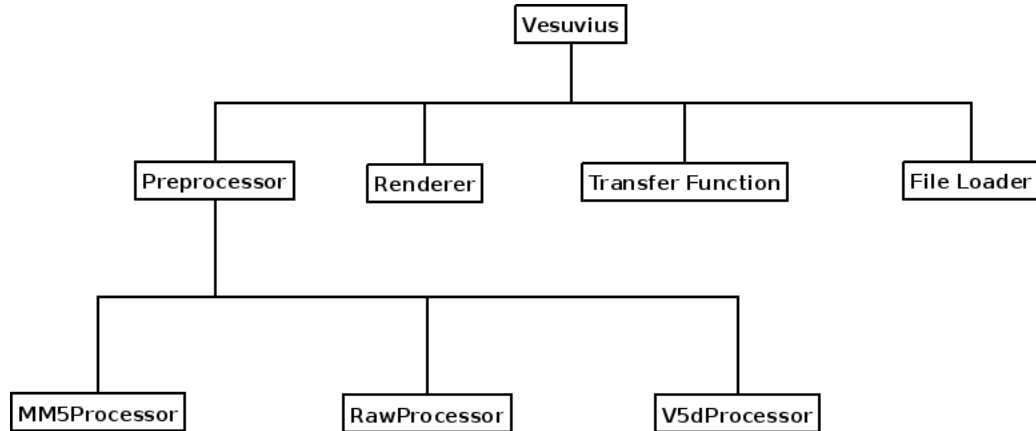 Vesuvius
Preprocessor
Renderer
Transfer Function
File Loader
MM5Processor
RawProcessor
V5dProcessor